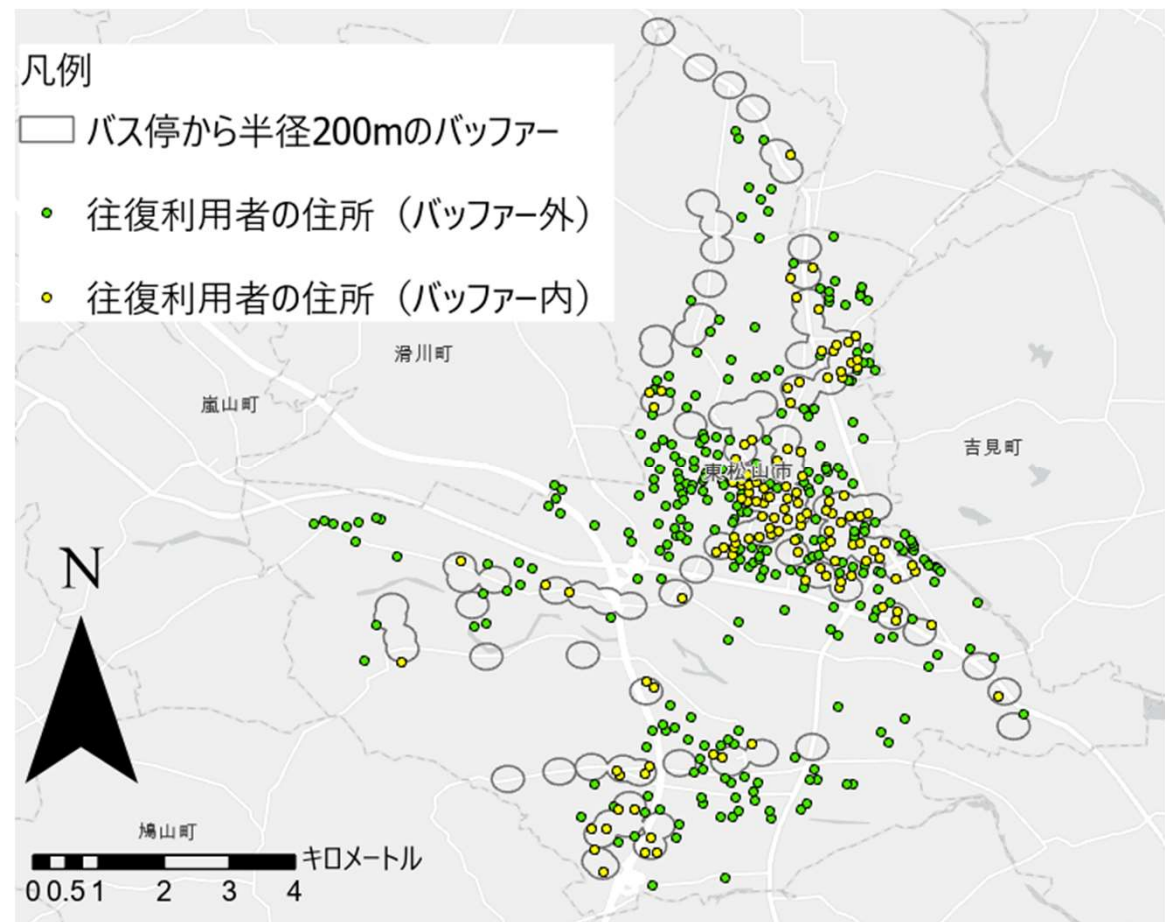 凡例
バス停から半径200mのバッファー
往復利用者の住所（バッファー外）
往復利用者の住所（バッファー内）
滑川町
嵐山町
吉見町
東松山市
N
鳩山町
キロメートル
0 0.5 1 2 3 4